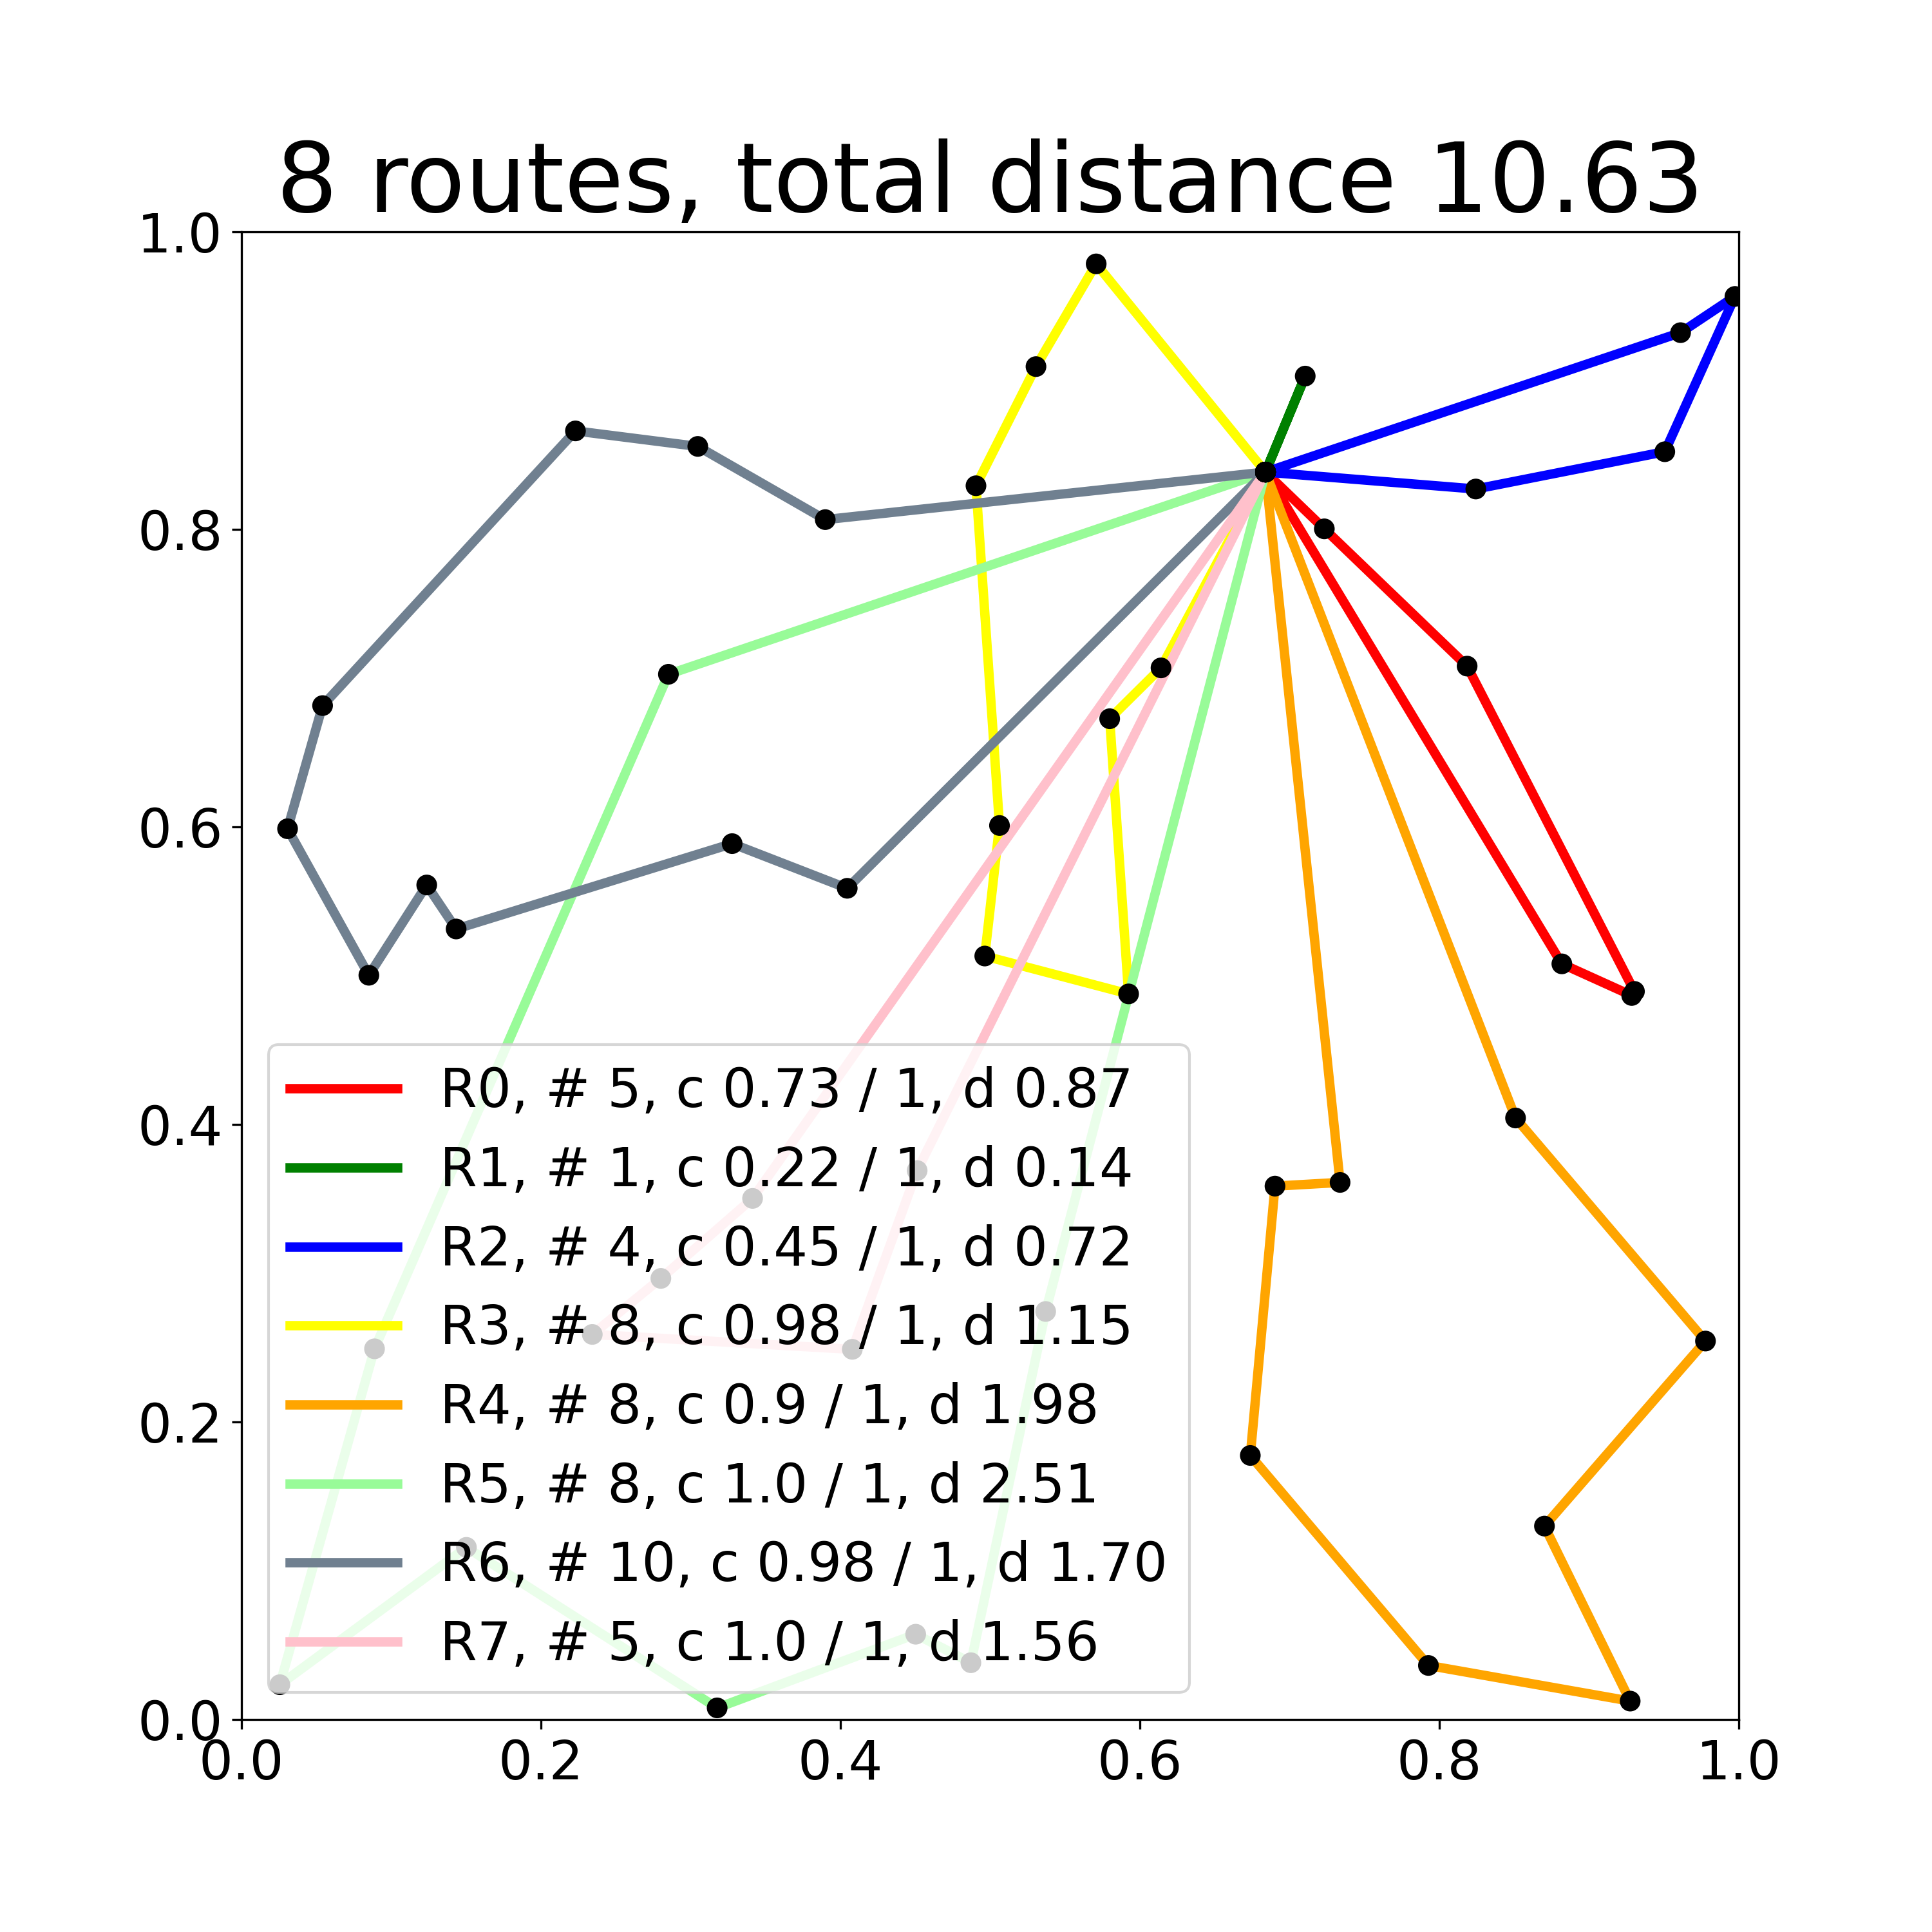 8 routes, total distance 10.63
1.0
0.8
0.6
0.4
0.2
0.0
R0, # 5, c 0.73 / 1, d 0.87
R1, # 1, c 0.22 / 1, d 0.14
R2, # 4, c 0.45 / 1, d 0.72
R3, # 8, c 0.98 / 1, d 1.15
R4, # 8, c 0.9 / 1, d 1.98
R5, # 8, c 1.0 / 1, d 2.51
R6, # 10, c 0.98 / 1, d 1.70
R7, # 5, c 1.0 / 1, d 1.56
0.0 0.2 0.4 0.6 0.8 1.0